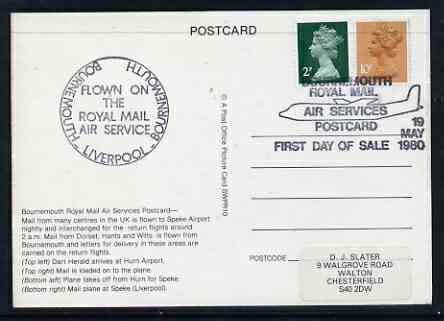 POSTCARD
BOURNEMOUTH – LIVERPOOL – BOURNEMOUTH
FLOWN ON
THE
ROYAL MAIL
AIR SERVICE
2P
10P
BOURNEMOUTH
ROYAL MAIL
AIR SERVICES
POSTCARD
19
MAY
FIRST DAY OF SALE 1980
© A Post Office Picture Card SWPR10
Bournemouth Royal Mail Air Services Postcard—
Mail from many centres in the UK is flown to Speke Airport
nightly and interchanged for the return flights around
2 a.m. Mail from Dorset, Hants and Wilts. is flown from
Bournemouth and letters for delivery in these areas are
carried on the return flights.
(Top left) Dart Herald arrives at Hurn Airport.
(Top right) Mail is loaded on to the plane.
(Bottom left) Plane takes off from Hurn for Speke.
(Bottom right) Mail plane at Speke (Liverpool).
POSTCODE
D. J. SLATER
9 WALGROVE ROAD
WALTON
CHESTERFIELD
S40 2DW